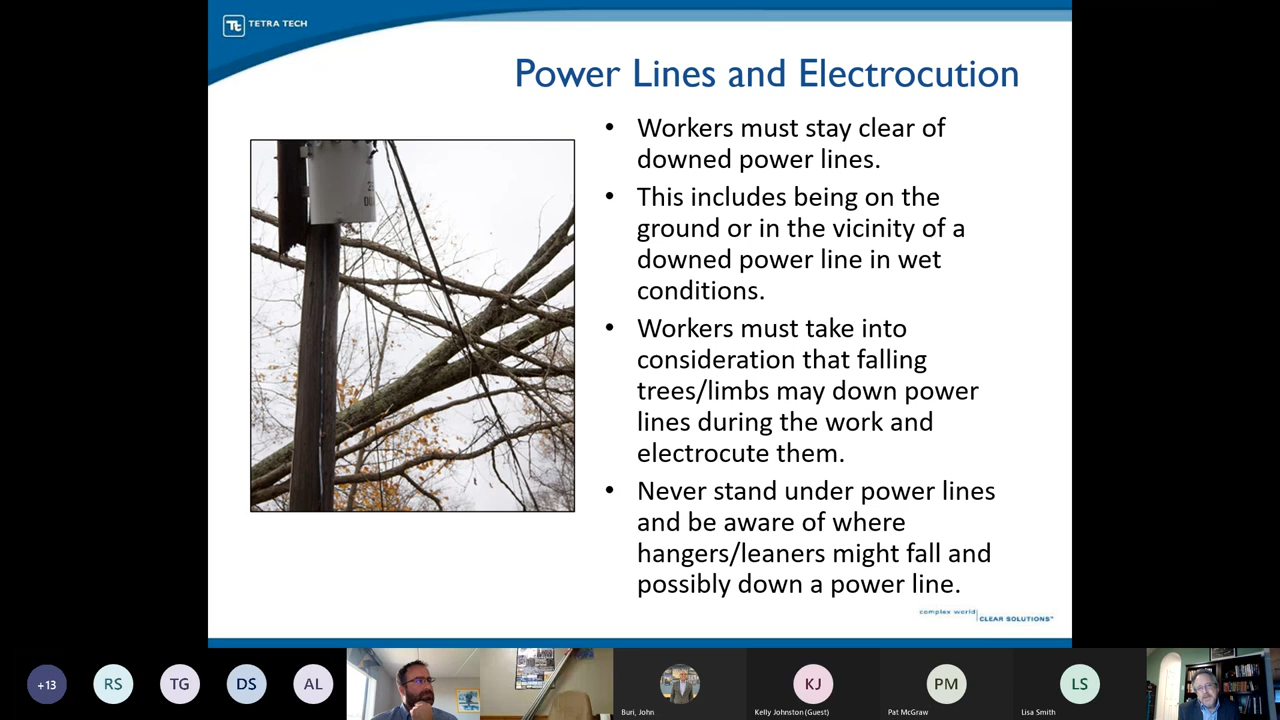 TETRA TECH
Power Lines and Electrocution
• Workers must stay clear of
downed power lines.
• This includes being on the
ground or in the vicinity of a
downed power line in wet
conditions.
• Workers must take into
consideration that falling
trees/limbs may down power
lines during the work and
electrocute them.
• Never stand under power lines
and be aware of where
hangers/leaners might fall and
possibly down a power line.
complex world
CLEAR SOLUTIONS™
+13
RS
TG
DS
AL
Buri, John
KJ
Kelly Johnston (Guest)
PM
Pat McGraw
LS
Lisa Smith